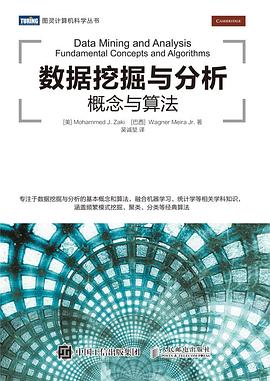 TURING 图灵计算机科学丛书
CAMBRIDGE
Data Mining and Analysis
Fundamental Concepts and Algorithms
数据挖掘与分析
概念与算法
[美] Mohammed J. Zaki [巴西] Wagner Meira Jr. 著
吴诚堃 译
专注于数据挖掘与分析的基本概念和算法，融合机器学习、统计学等相关学科知识，
涵盖频繁模式挖掘、聚类、分类等经典算法
中国工信出版集团
人民邮电出版社
POSTS & TELECOM PRESS